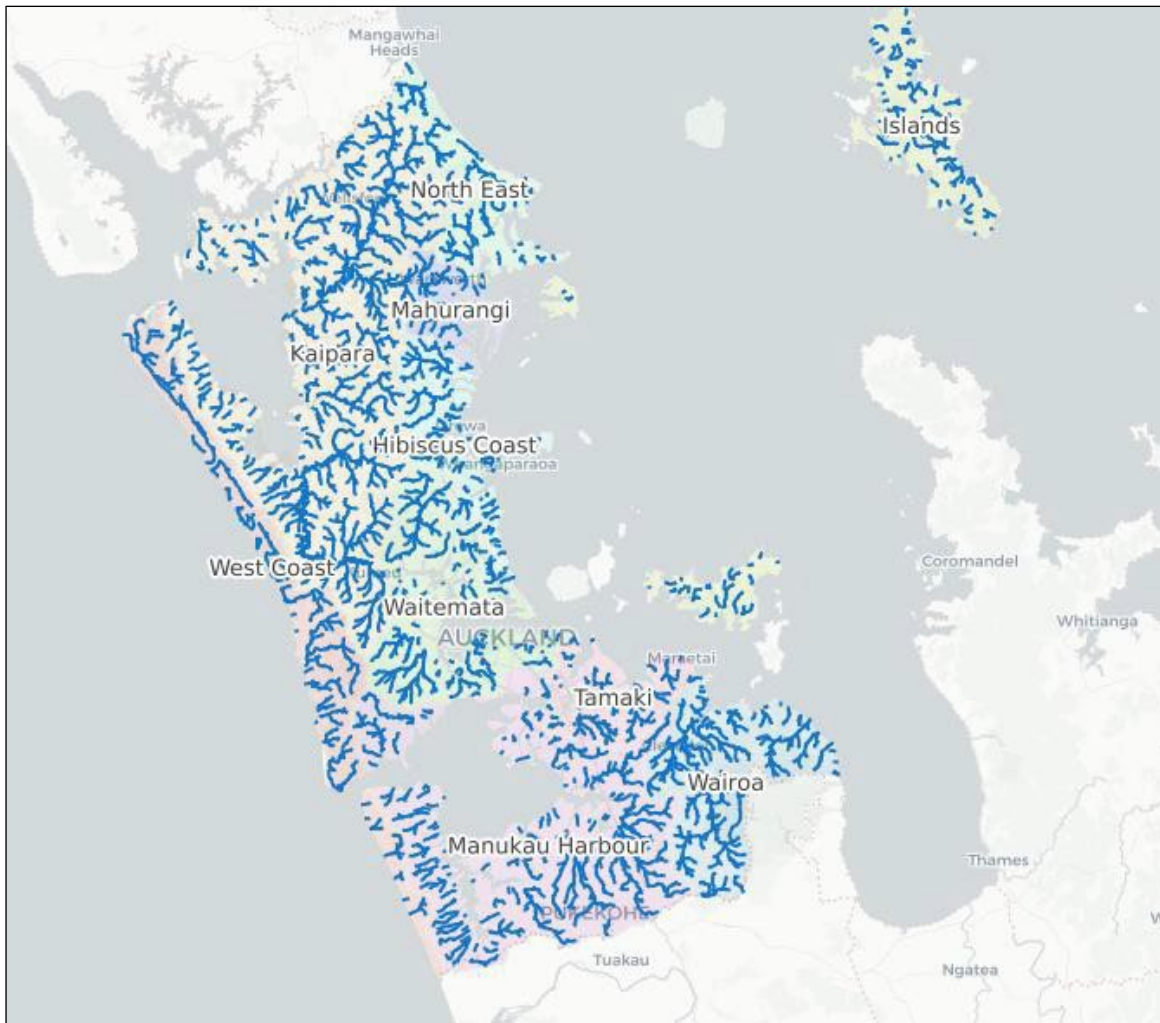 Mangawhai
Heads
Islands
North East
Mahurangi
Kaipara
Hibiscus Coast
West Coast
Coromandel
Waitemata
Whitianga
AUCKLAND
Tamaki
Wairoa
Manukau Harbour
Thames
PUKEKOHE
Tuakau
Ngatea